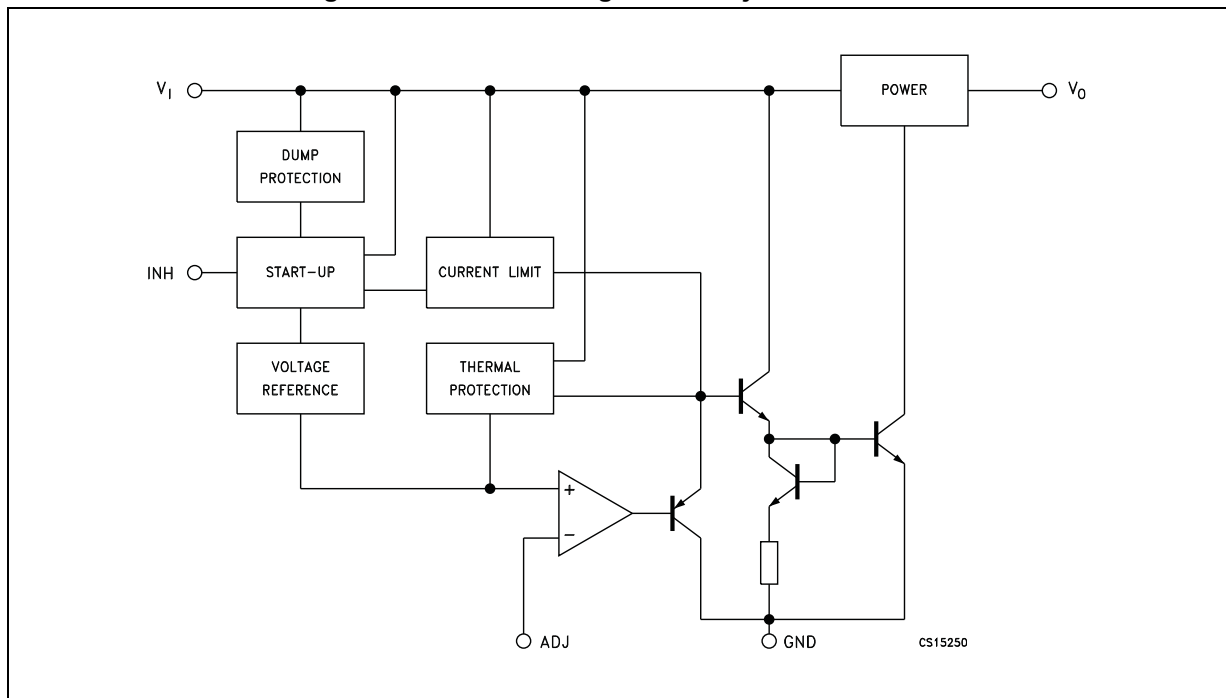 V_I
POWER
V_O
DUMP
PROTECTION
INH
START-UP
CURRENT LIMIT
VOLTAGE
REFERENCE
THERMAL
PROTECTION
+
−
ADJ
GND
CS15250